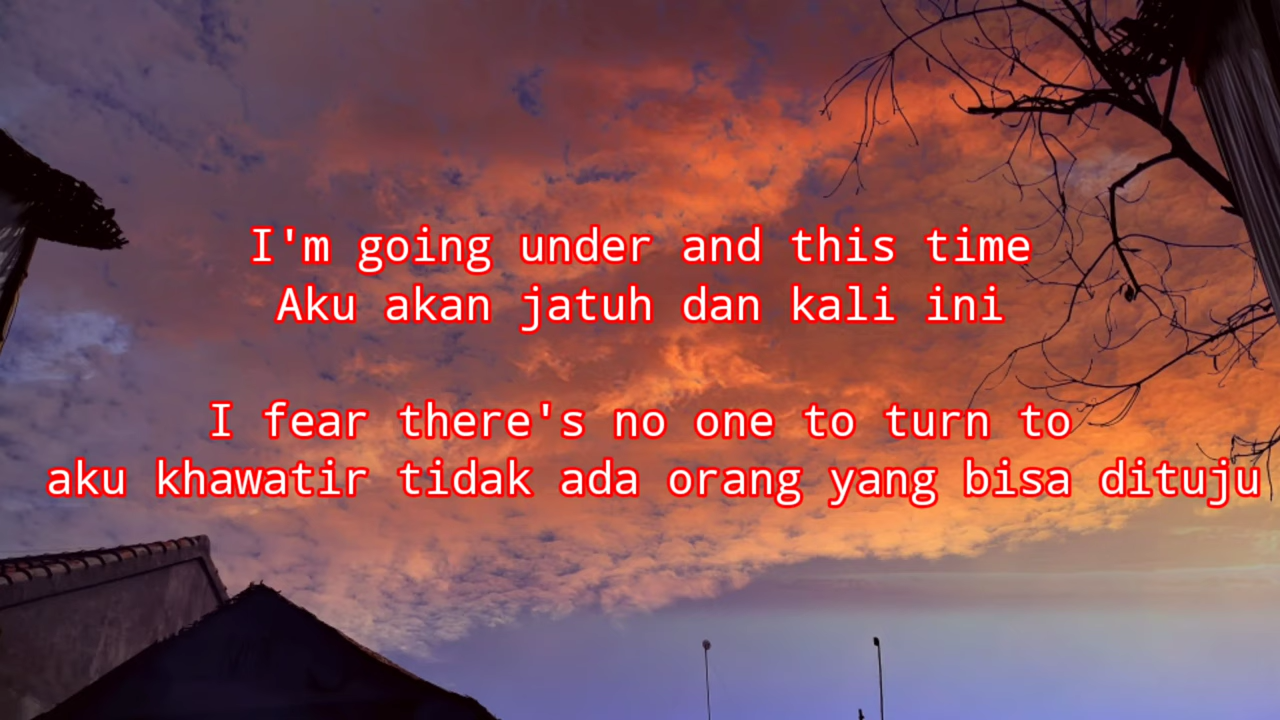 I'm going under and this time
Aku akan jatuh dan kali ini
I fear there's no one to turn to
aku khawatir tidak ada orang yang bisa dituju